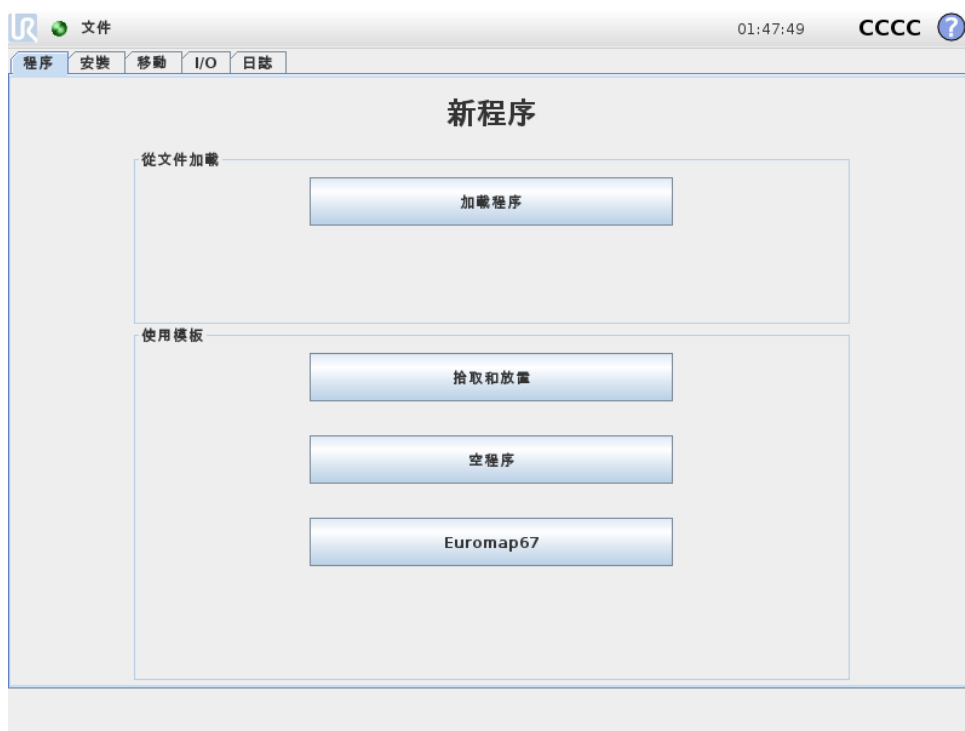 UR 文件 01:47:49 CCCC ?
程序 安裝 移動 I/O 日誌
新程序
從文件加載
加載程序
使用模板
拾取和放置
空程序
Euromap67